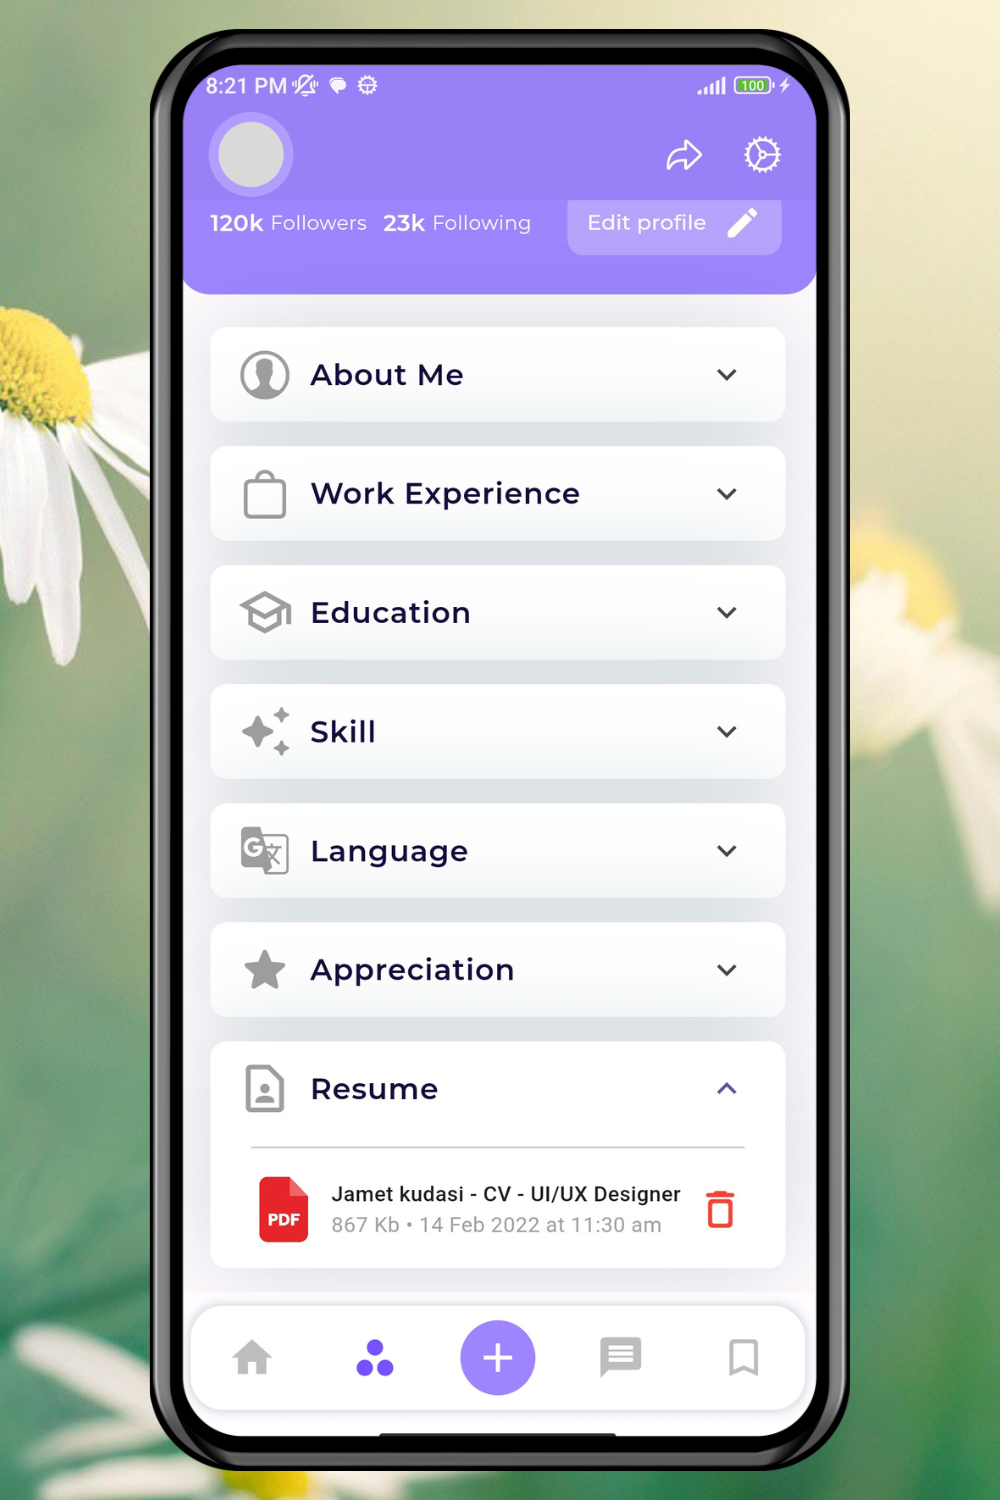 8:21 PM 100
120k Followers 23k Following Edit profile
About Me
Work Experience
Education
Skill
G 文 Language
Appreciation
Resume
PDF Jamet kudasi - CV - UI/UX Designer
867 Kb • 14 Feb 2022 at 11:30 am